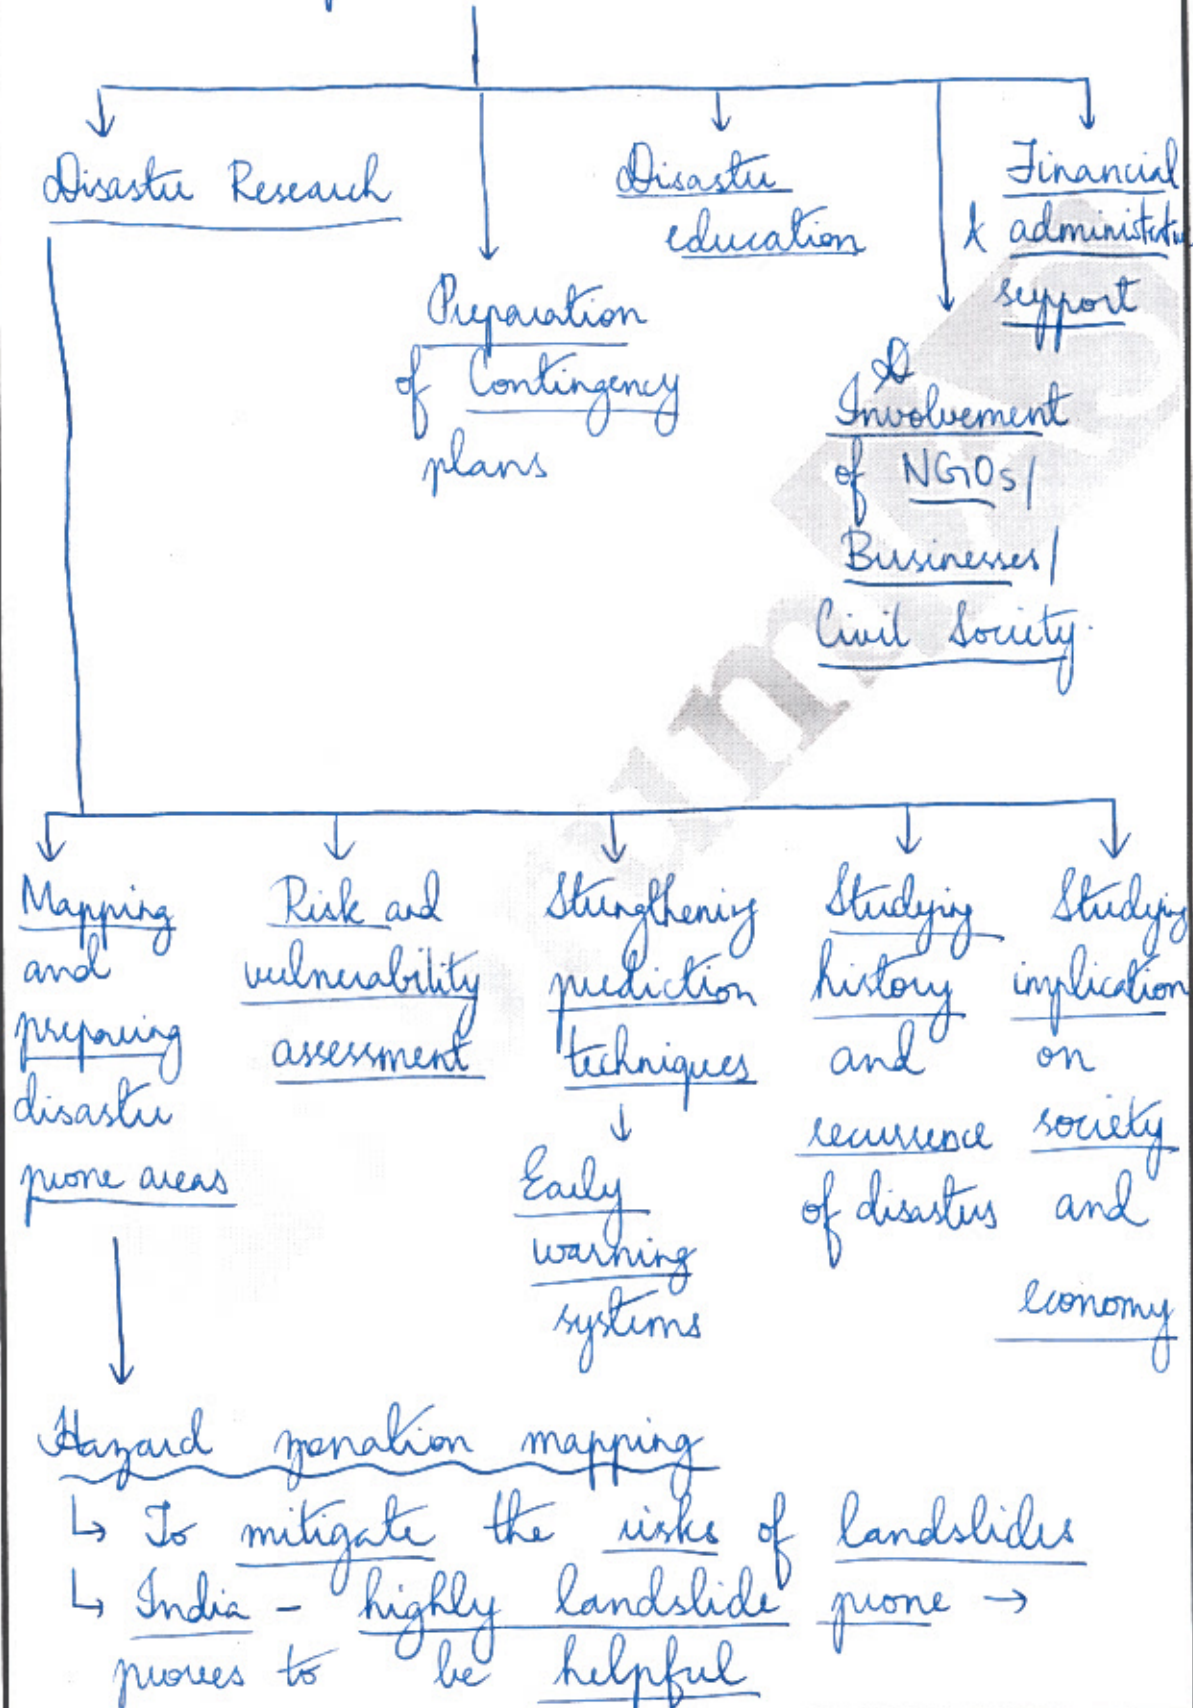 Disaster Research
Preparation
of Contingency
plans
Disaster
education
Involvement
of NGOs/
Businesses/
Civil Society.
Financial
& administrative
support
Mapping
and
preparing
disaster
prone areas
Risk and
vulnerability
assessment
Strengthening
prediction
techniques
↓
Early
warning
systems
Studying
history
and
recurrence
of disasters
Studying
implication
on
society
and
economy
Hazard zonation mapping
↳ To mitigate the risks of landslides
↳ India - highly landslide prone →
proves to be helpful